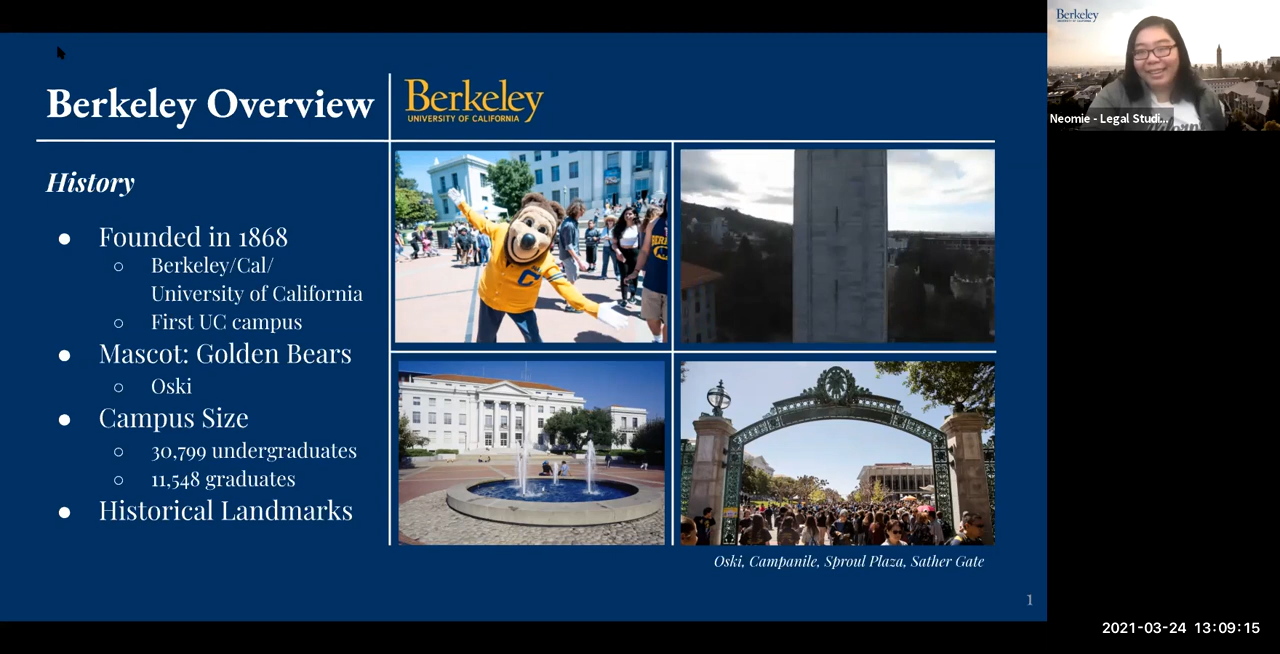 Berkeley Overview
Berkeley
UNIVERSITY OF CALIFORNIA
History
Founded in 1868
Berkeley/Cal/
University of California
First UC campus
Mascot: Golden Bears
Oski
Campus Size
30,799 undergraduates
11,548 graduates
Historical Landmarks
C
Oski, Campanile, Sproul Plaza, Sather Gate
1
Berkeley
Neomie - Legal Studi...
2021-03-24 13:09:15